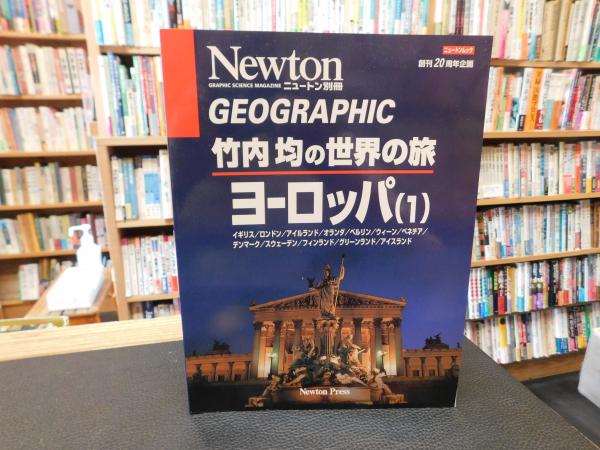 ニュートンムック
創刊20周年企画
Newton
GRAPHIC SCIENCE MAGAZINE ニュートン別冊
GEOGRAPHIC
竹内 均の世界の旅
ヨーロッパ(1)
イギリス/ロンドン/アイルランド/オランダ/ベルリン/ウィーン/ベネチア/
デンマーク/スウェーデン/フィンランド/グリーンランド/アイスランド
Newton Press